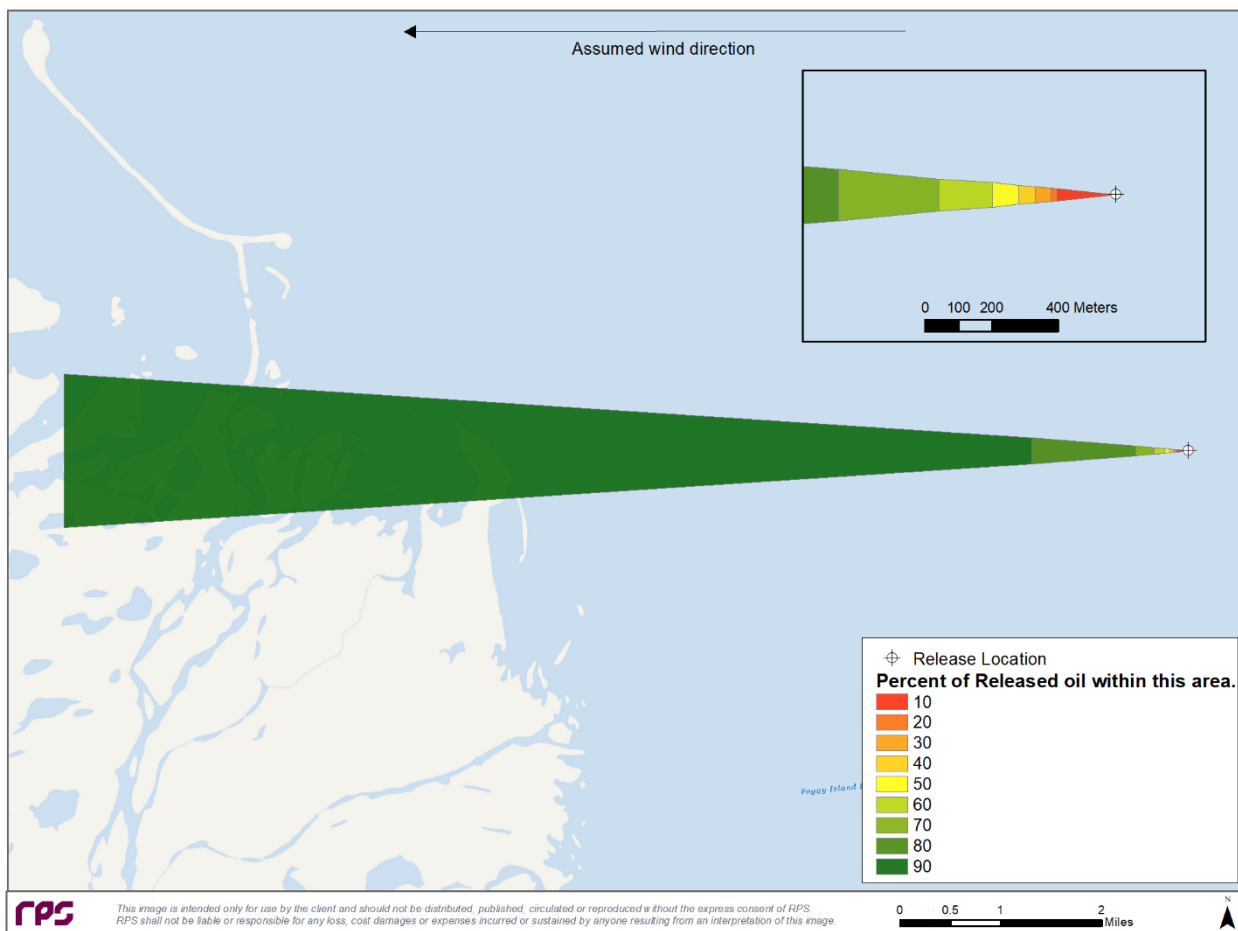 Assumed wind direction
0 100 200 400 Meters
Release Location
Percent of Released oil within this area.
10
20
30
40
50
60
70
80
90
Foggy Island
rps
This image is intended only for use by the client and should not be distributed, published, circulated or reproduced without the express consent of RPS.
RPS shall not be liable or responsible for any loss, cost damages or expenses incurred or sustained by anyone resulting from an interpretation of this image.
0 0.5 1 2 Miles
N